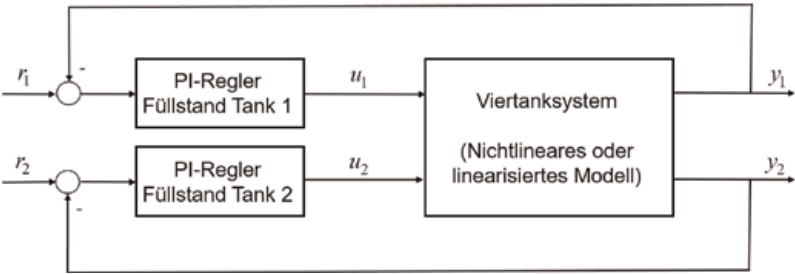 -
r₁
PI-Regler
Füllstand Tank 1
u₁
Viertanksystem
(Nichtlineares oder
linearisiertes Modell)
y₁
r₂
PI-Regler
Füllstand Tank 2
u₂
y₂
-